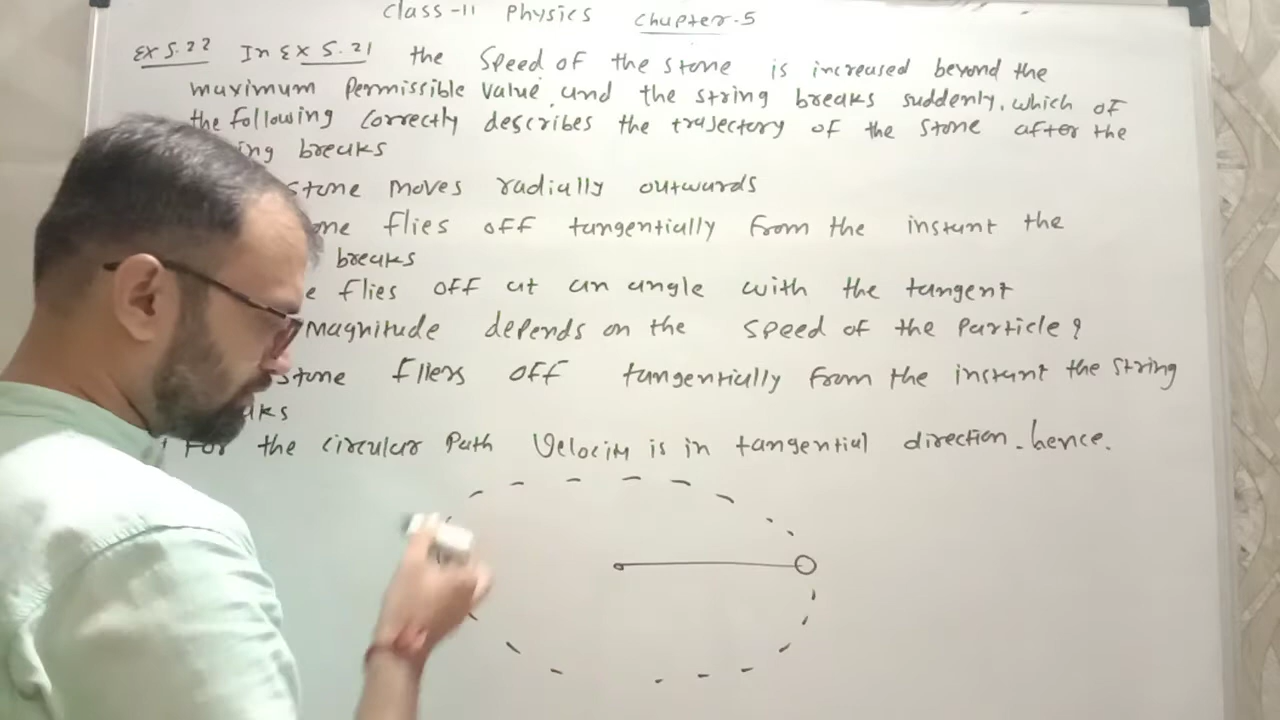 Class-11 Physics Chapter-5
Ex 5.22 In Ex 5.21 the Speed of the stone is increased beyond the
maximum Permissible value, and the string breaks suddenly, which of
the following correctly describes the trajectory of the stone after the
ing breaks
stone moves radially outwards
one flies off tangentially from the instant the
breaks
e flies off at an angle with the tangent
magnitude depends on the speed of the particle?
stone fliers off tangentially from the instant the string
aks
For the circular Path Velocity is in tangential direction-hence.